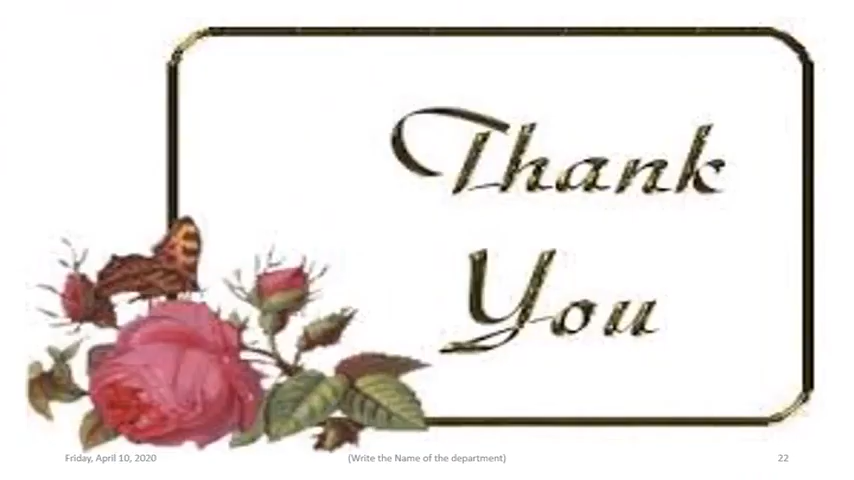 Thank
You
Friday, April 10, 2020
(Write the Name of the department)
22